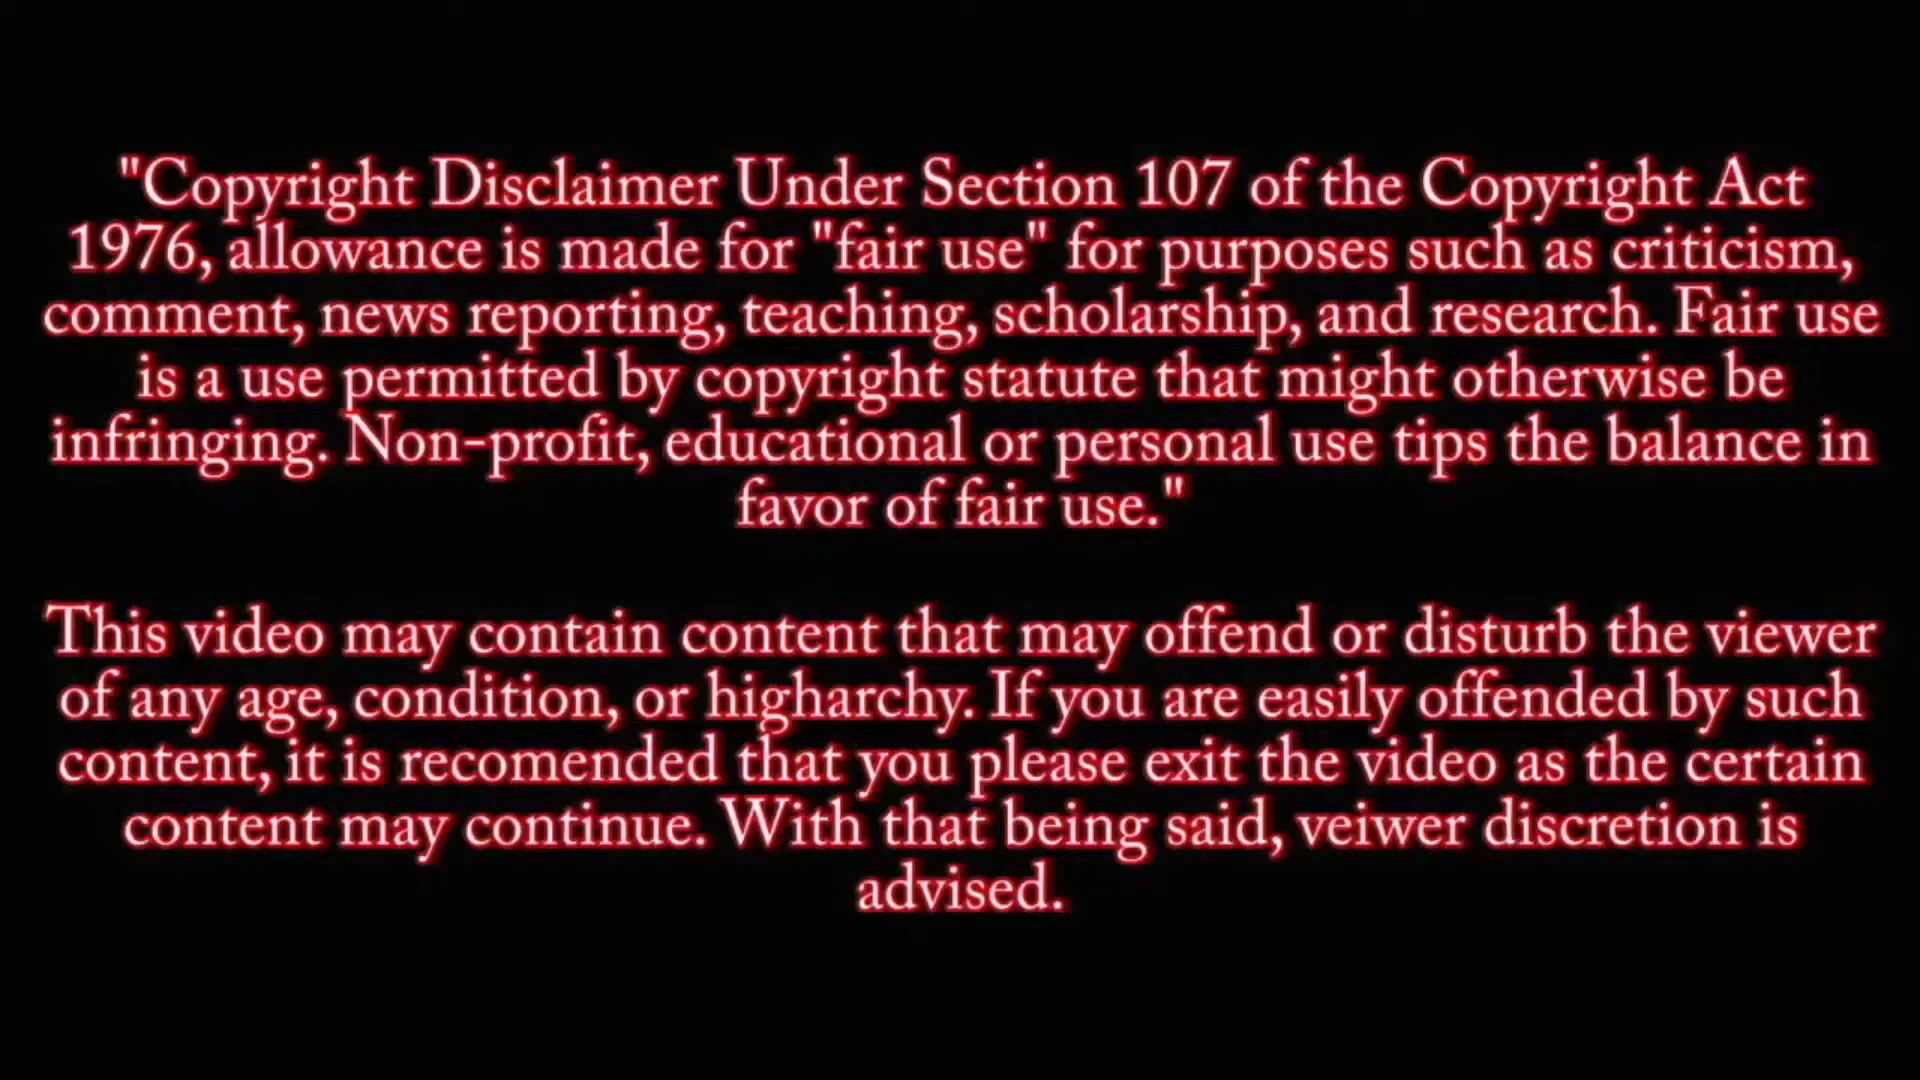 "Copyright Disclaimer Under Section 107 of the Copyright Act
1976, allowance is made for "fair use" for purposes such as criticism,
comment, news reporting, teaching, scholarship, and research. Fair use
is a use permitted by copyright statute that might otherwise be
infringing. Non-profit, educational or personal use tips the balance in
favor of fair use."
This video may contain content that may offend or disturb the viewer
of any age, condition, or higharchy. If you are easily offended by such
content, it is recomended that you please exit the video as the certain
content may continue. With that being said, veiwer discretion is
advised.